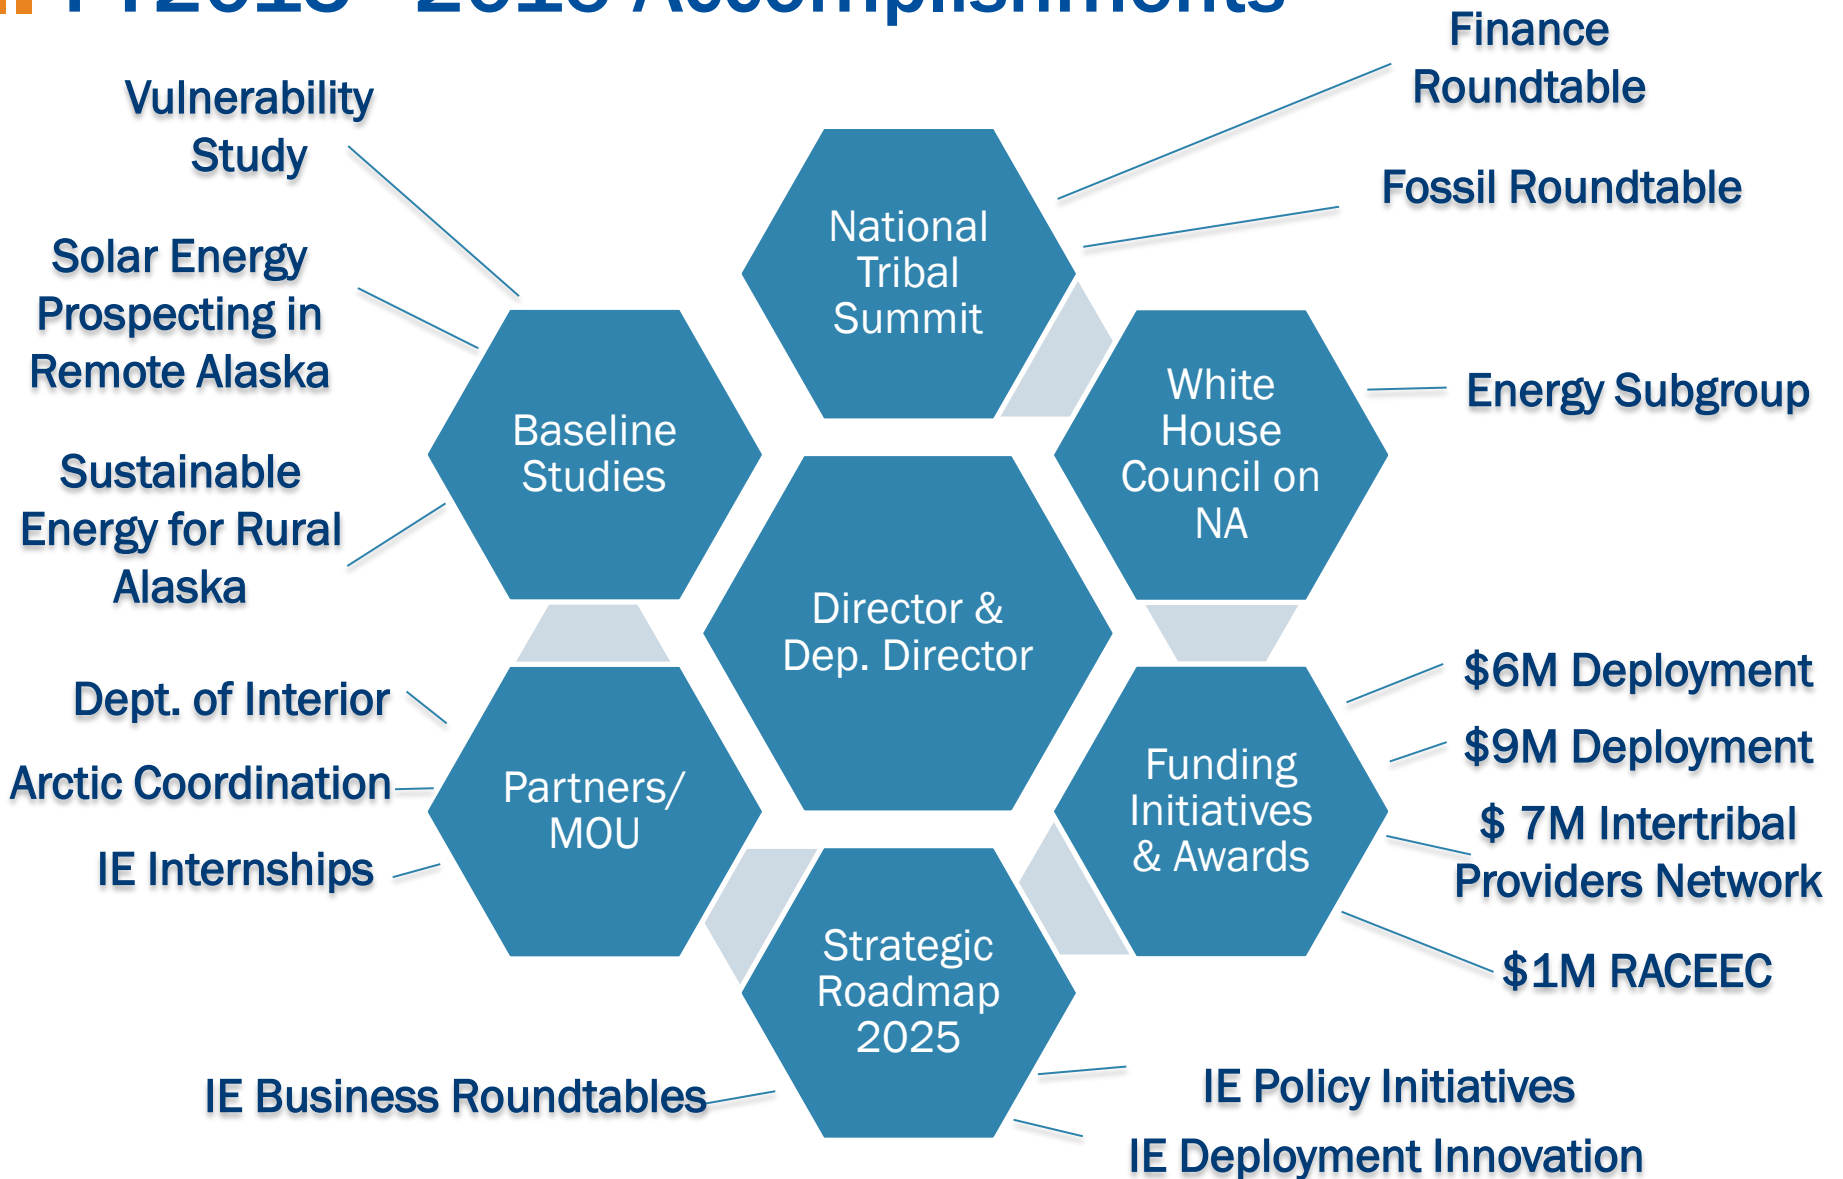 Accomplishments
Finance
Roundtable
Fossil Roundtable
Vulnerability
Study
Solar Energy
Prospecting in
Remote Alaska
Sustainable
Energy for Rural
Alaska
National
Tribal
Summit
White
House
Council on
NA
Energy Subgroup
Baseline
Studies
Director &
Dep. Director
Dept. of Interior
Arctic Coordination
IE Internships
Partners/
MOU
Funding
Initiatives
& Awards
$6M Deployment
$9M Deployment
$ 7M Intertribal
Providers Network
$1M RACEEC
Strategic
Roadmap
2025
IE Business Roundtables
IE Policy Initiatives
IE Deployment Innovation